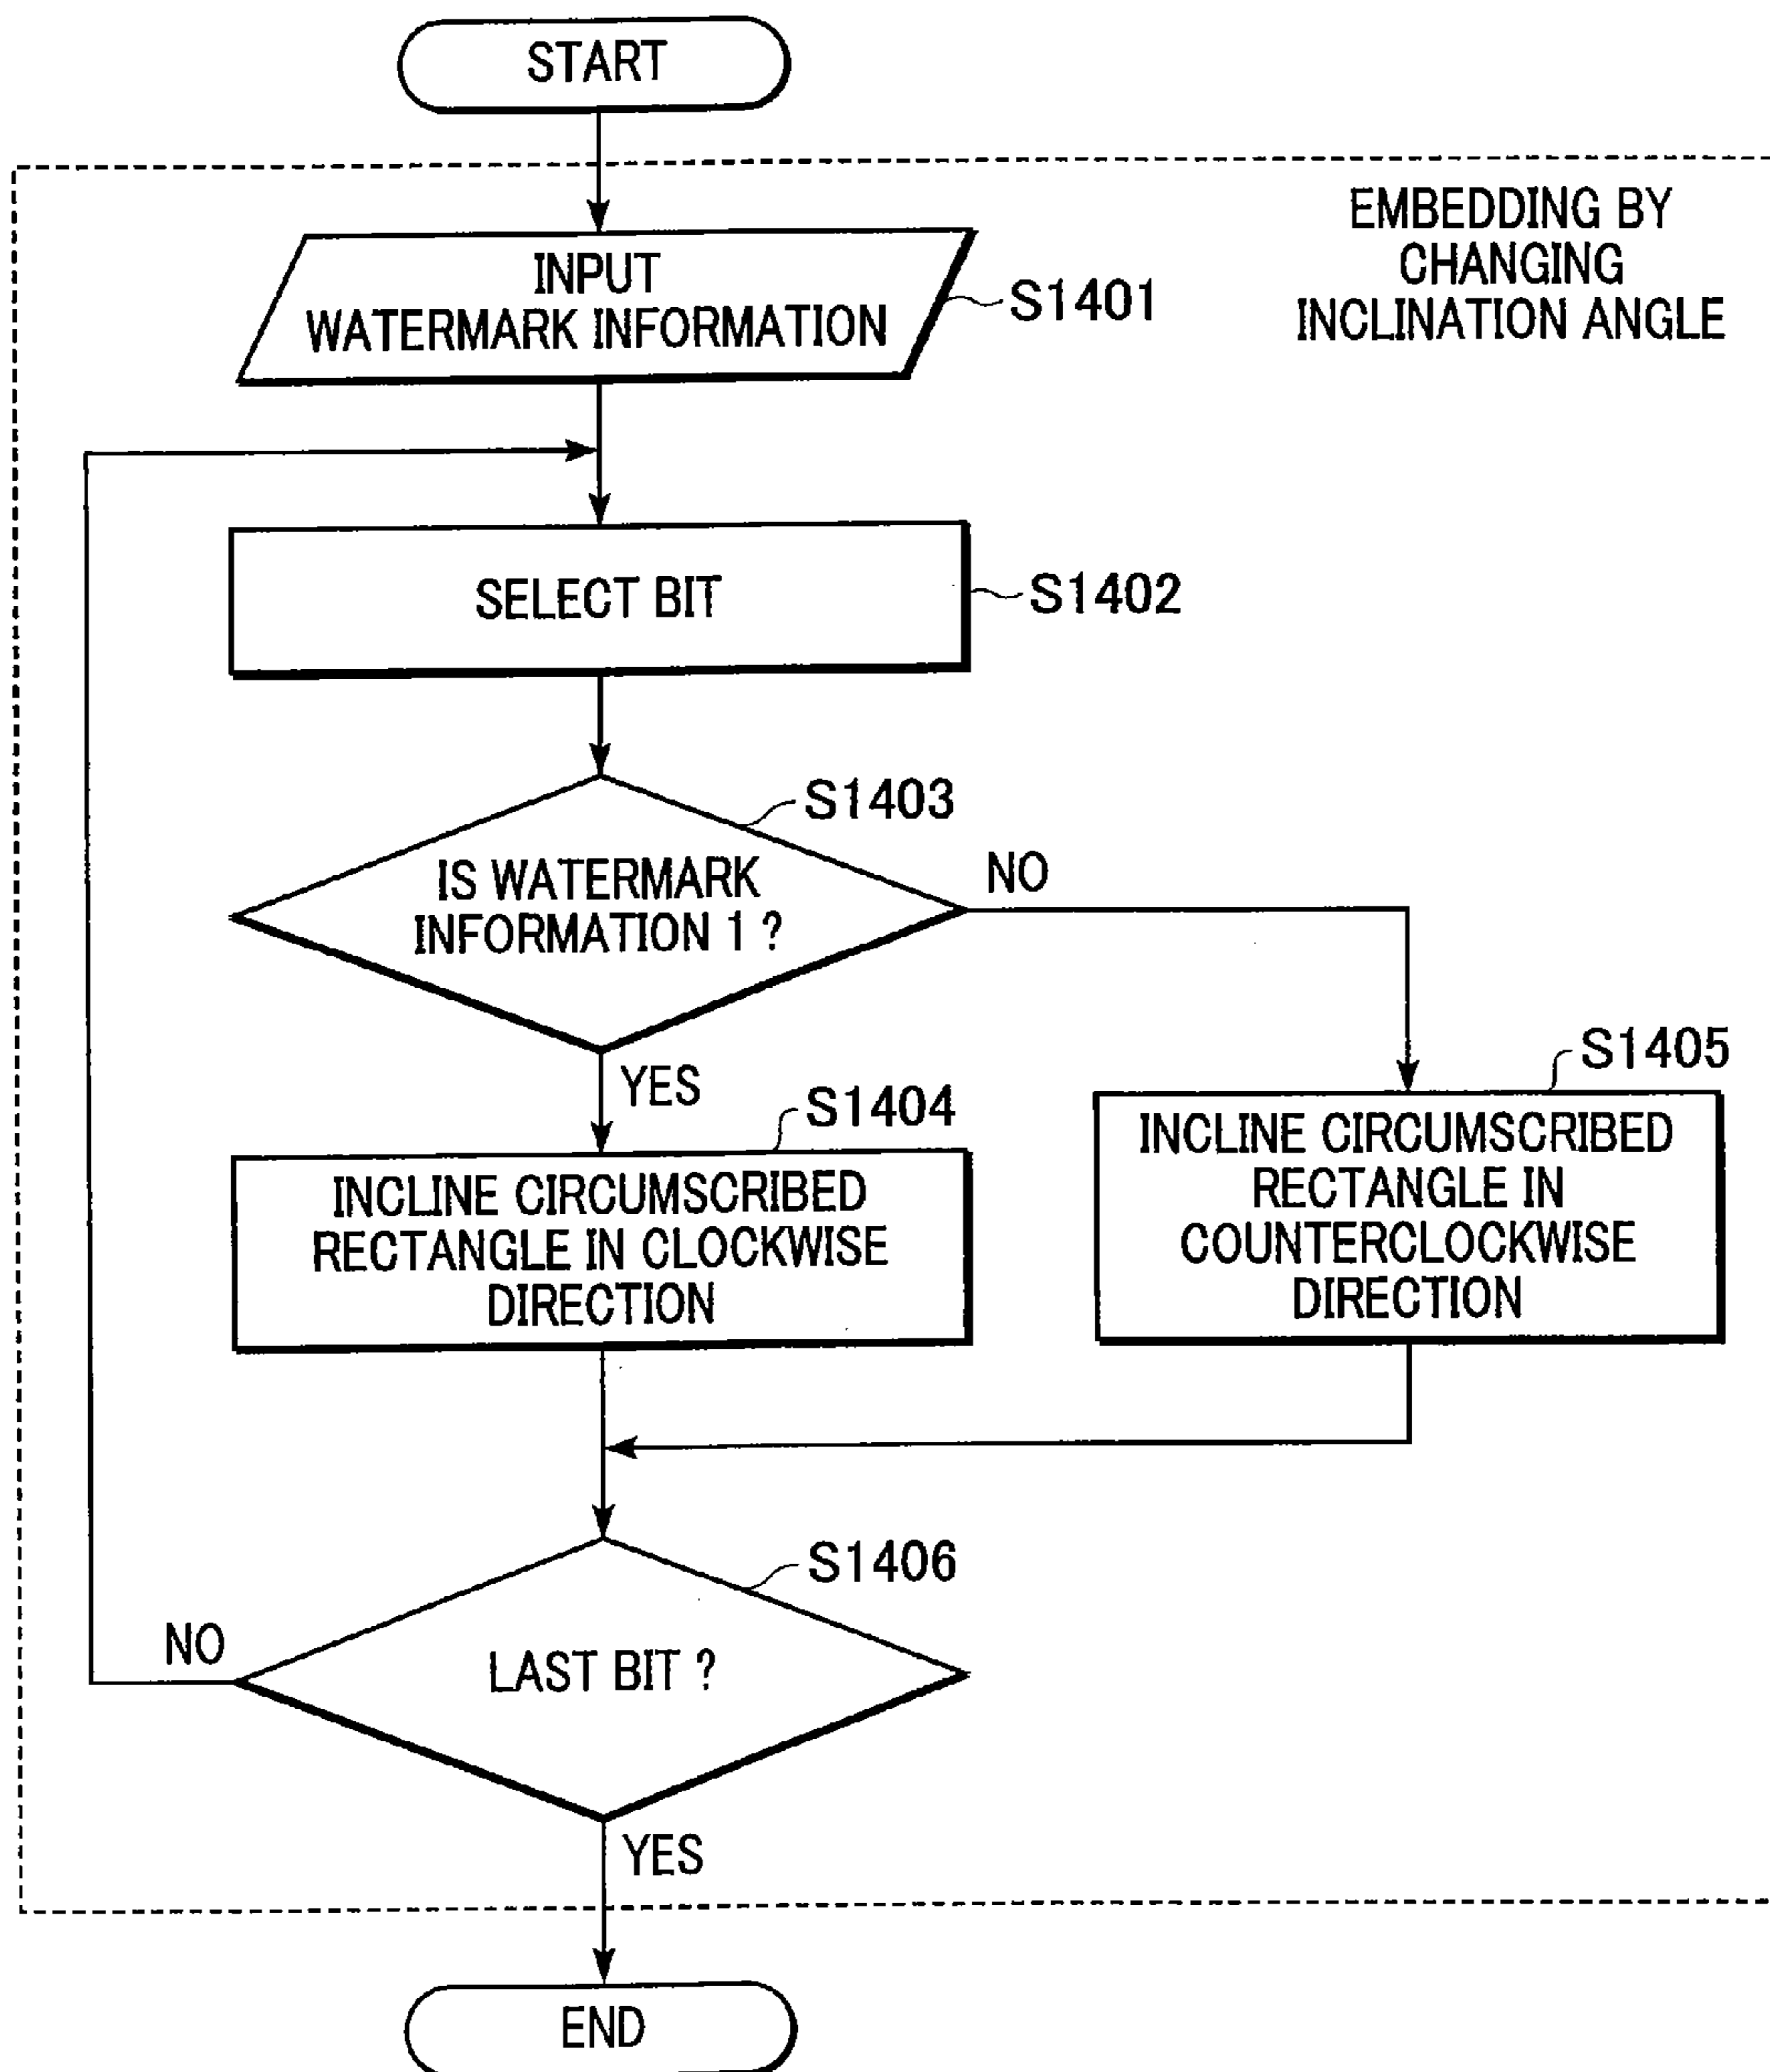 START
EMBEDDING BY
CHANGING
INCLINATION ANGLE
INPUT
WATERMARK INFORMATION
S1401
SELECT BIT
S1402
S1403
IS WATERMARK
INFORMATION 1 ?
NO
YES
S1404
INCLINE CIRCUMSCRIBED
RECTANGLE IN CLOCKWISE
DIRECTION
S1405
INCLINE CIRCUMSCRIBED
RECTANGLE IN
COUNTERCLOCKWISE
DIRECTION
S1406
LAST BIT ?
NO
YES
END